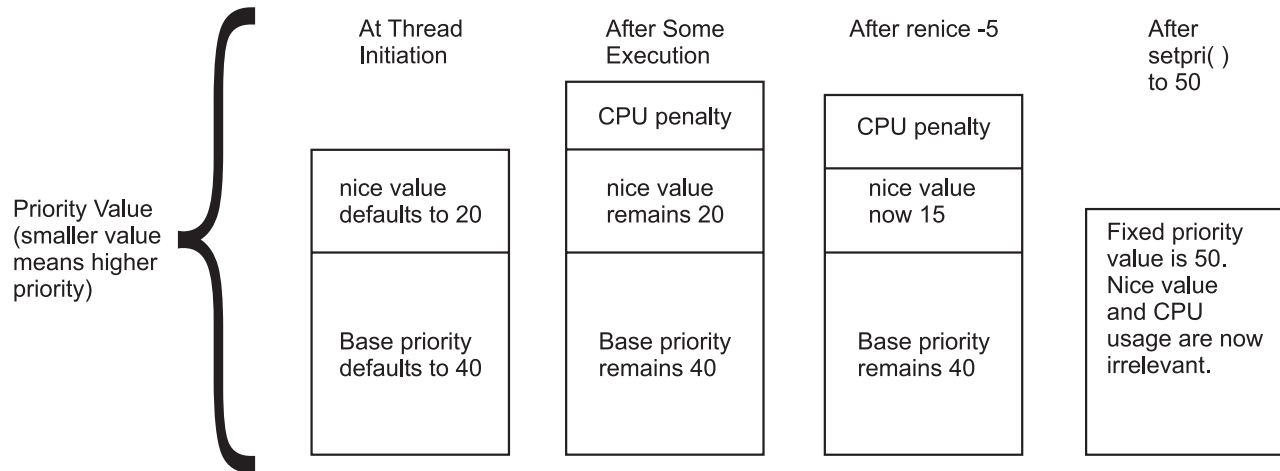 At Thread
Initiation
After Some
Execution
After renice -5
After
setpri( )
to 50
Priority Value
(smaller value
means higher
priority)
nice value
defaults to 20
Base priority
defaults to 40
CPU penalty
nice value
remains 20
Base priority
remains 40
CPU penalty
nice value
now 15
Base priority
remains 40
Fixed priority
value is 50.
Nice value
and CPU
usage are now
irrelevant.